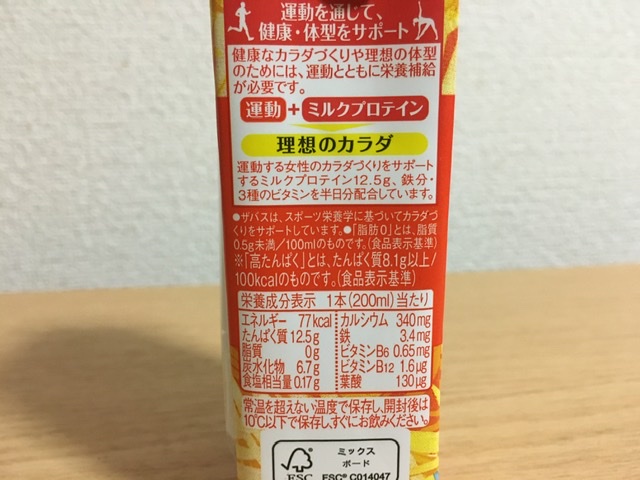 運動を通じて、
健康・体型をサポート
健康なカラダづくりや理想の体型
のためには、運動とともに栄養補給
が必要です。
運動+ミルクプロテイン
理想のカラダ
運動する女性のカラダづくりをサポート
するミルクプロテイン12.5g、鉄分・
3種のビタミンを半日分配合しています。
●ザバスは、スポーツ栄養学に基づいてカラダづ
くりをサポートしています。●「脂肪0」とは、脂質
0.5g未満/100mlのものです。(食品表示基準)
※「高たんぱく」とは、たんぱく質8.1g以上/
100kcalのものです。(食品表示基準)
栄養成分表示 1本(200ml)当たり
エネルギー 77kcal
たんぱく質 12.5g
脂質 0g
炭水化物 6.7g
食塩相当量 0.17g
カルシウム 340mg
鉄 3.4mg
ビタミンB6 0.65mg
ビタミンB12 1.6μg
葉酸 130μg
常温を超えない温度で保存し、開封後は
10℃以下で保存し、すぐにお飲みください。
ミックス
ボード
FSC
FSC® C014047